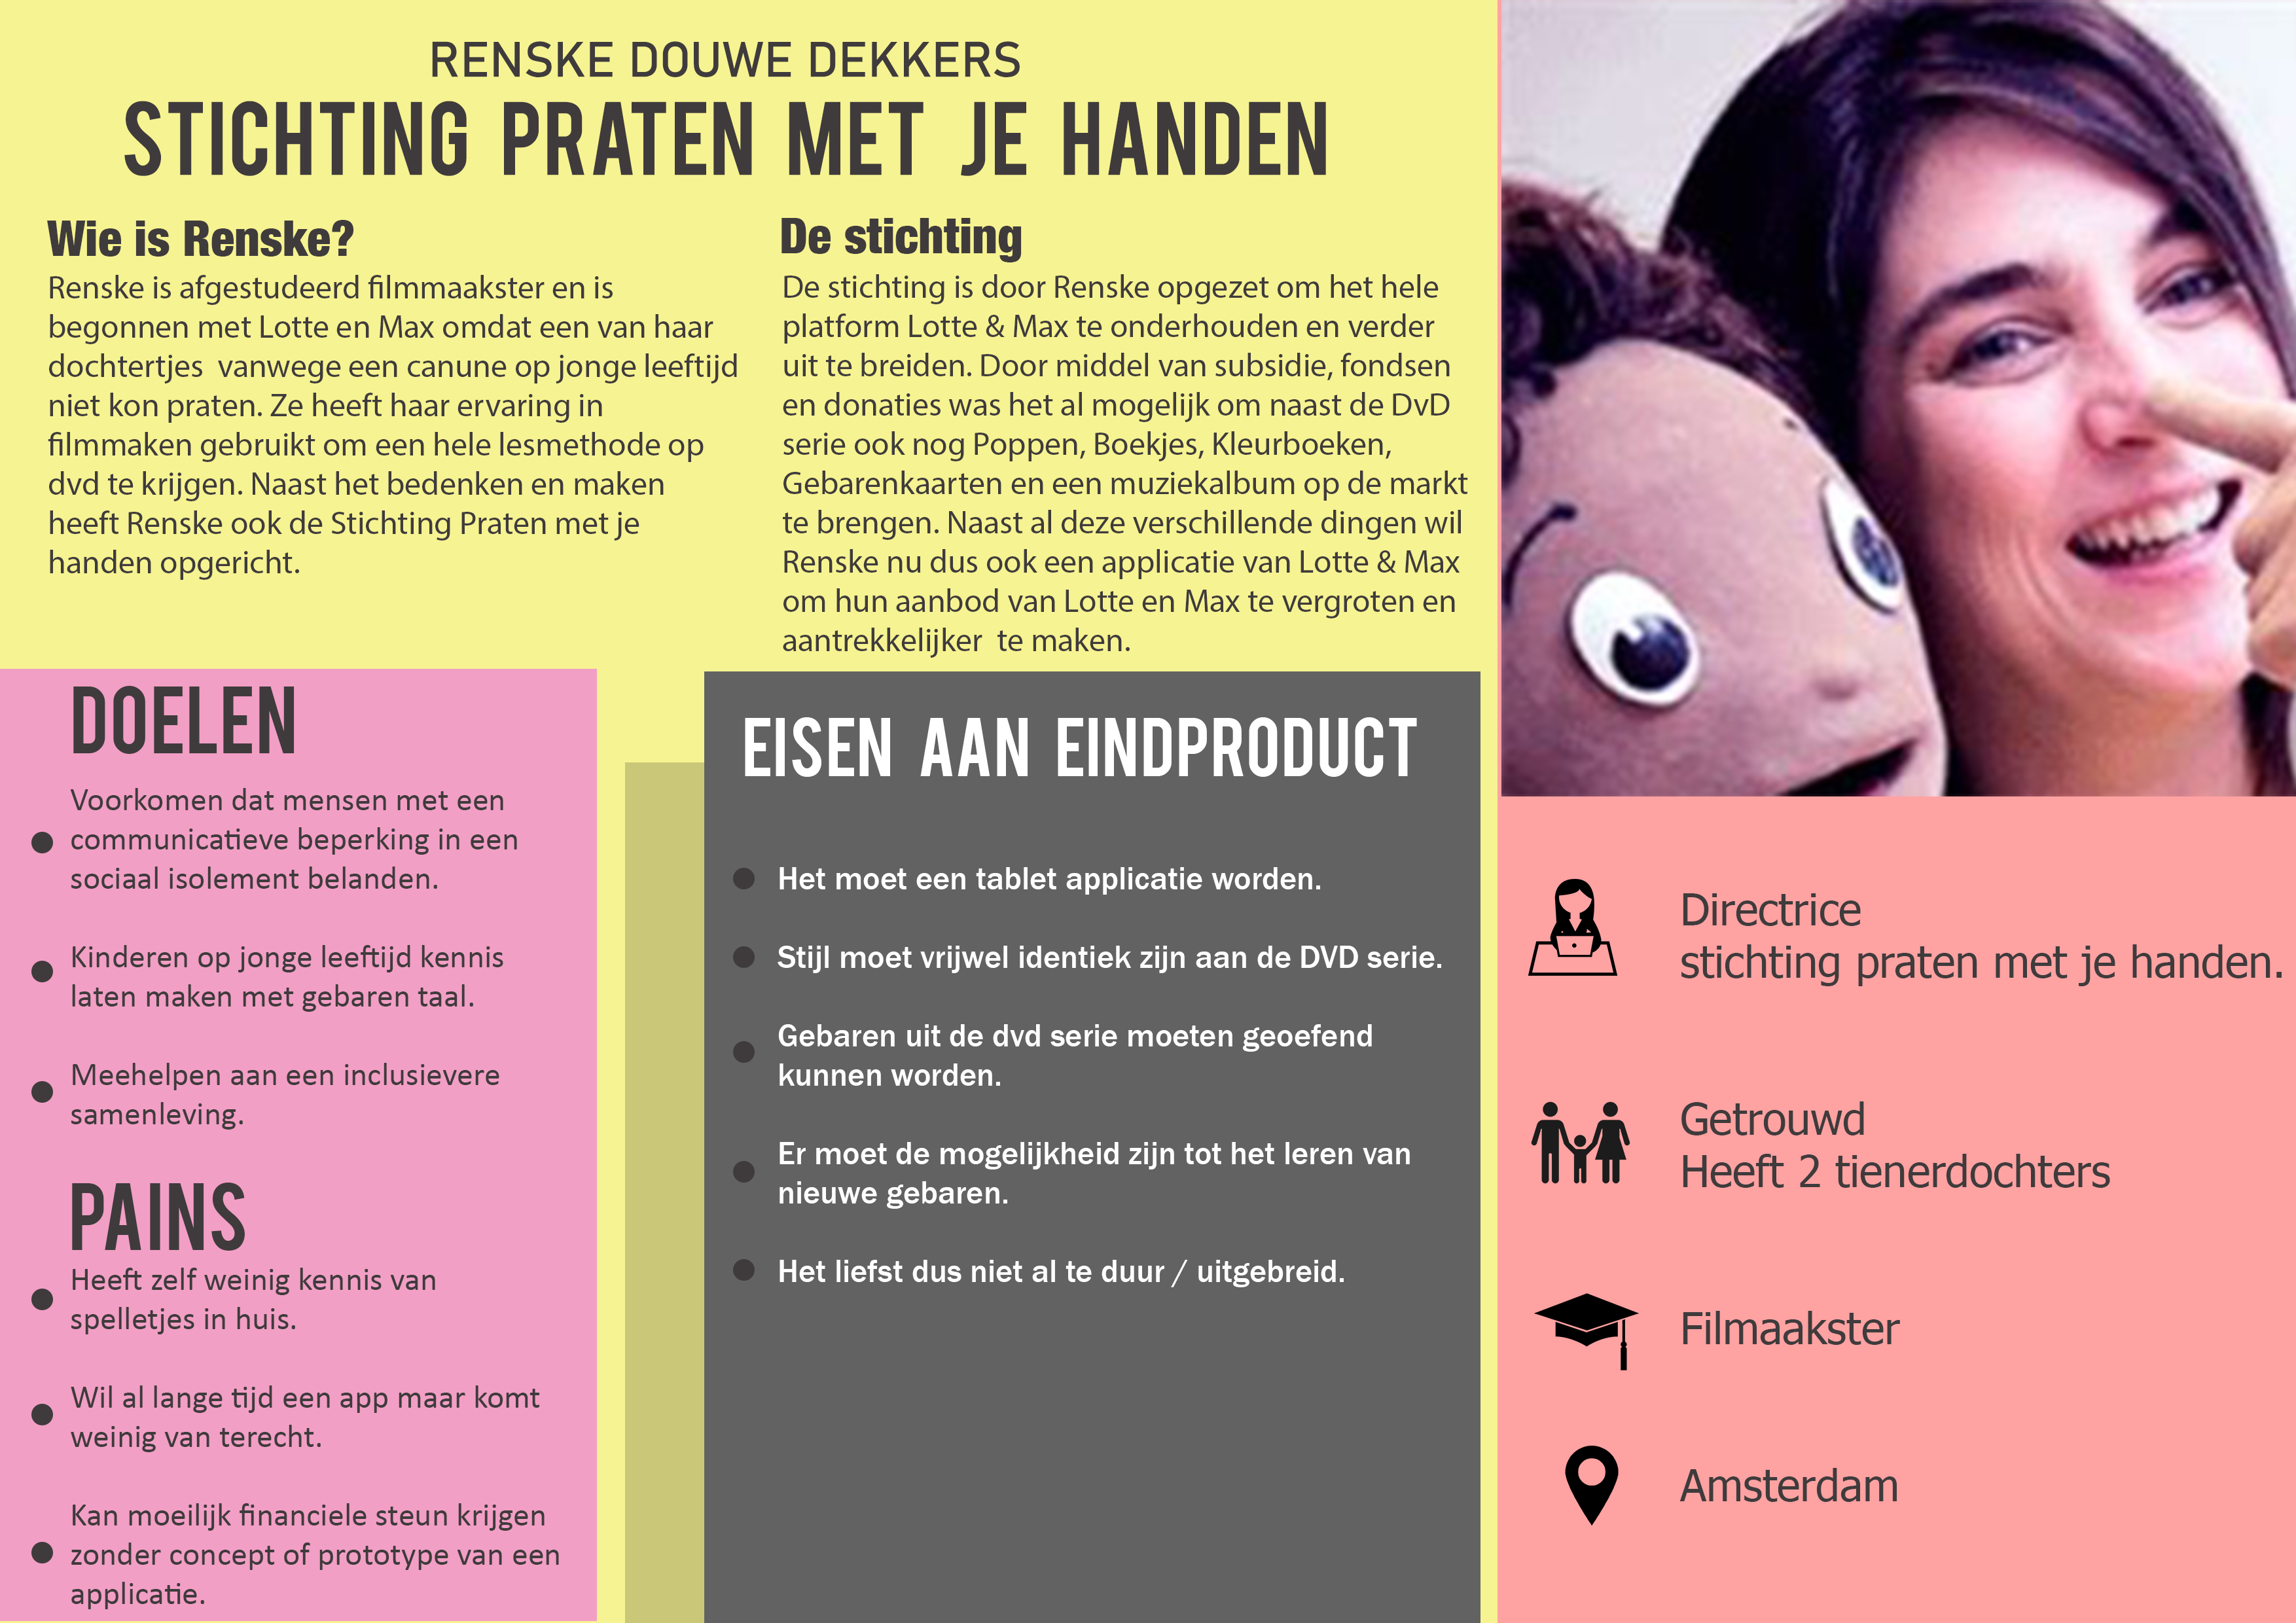 RENSKE DOUWE DEKKERS
STICHTING PRATEN MET JE HANDEN
Wie is Renske?
Renske is afgestudeerd filmmaakster en is
begonnen met Lotte en Max omdat een van haar
dochtertjes vanwege een canune op jonge leeftijd
niet kon praten. Ze heeft haar ervaring in
filmmaken gebruikt om een hele lesmethode op
dvd te krijgen. Naast het bedenken en maken
heeft Renske ook de Stichting Praten met je
handen opgericht.
De stichting
De stichting is door Renske opgezet om het hele
platform Lotte & Max te onderhouden en verder
uit te breiden. Door middel van subsidie, fondsen
en donaties was het al mogelijk om naast de DvD
serie ook nog Poppen, Boekjes, Kleurboeken,
Gebarenkaarten en een muziekalbum op de markt
te brengen. Naast al deze verschillende dingen wil
Renske nu dus ook een applicatie van Lotte & Max
om hun aanbod van Lotte en Max te vergroten en
aantrekkelijker te maken.
DOELEN
Voorkomen dat mensen met een
communicatieve beperking in een
sociaal isolement belanden.
Kinderen op jonge leeftijd kennis
laten maken met gebaren taal.
Meehelpen aan een inclusievere
samenleving.
PAINS
Heeft zelf weinig kennis van
spelletjes in huis.
Wil al lange tijd een app maar komt
weinig van terecht.
Kan moeilijk financiele steun krijgen
zonder concept of prototype van een
applicatie.
EISEN AAN EINDPRODUCT
Het moet een tablet applicatie worden.
Stijl moet vrijwel identiek zijn aan de DVD serie.
Gebaren uit de dvd serie moeten geoefend
kunnen worden.
Er moet de mogelijkheid zijn tot het leren van
nieuwe gebaren.
Het liefst dus niet al te duur / uitgebreid.
Directrice
stichting praten met je handen.
Getrouwd
Heeft 2 tienerdochters
Filmaakster
Amsterdam